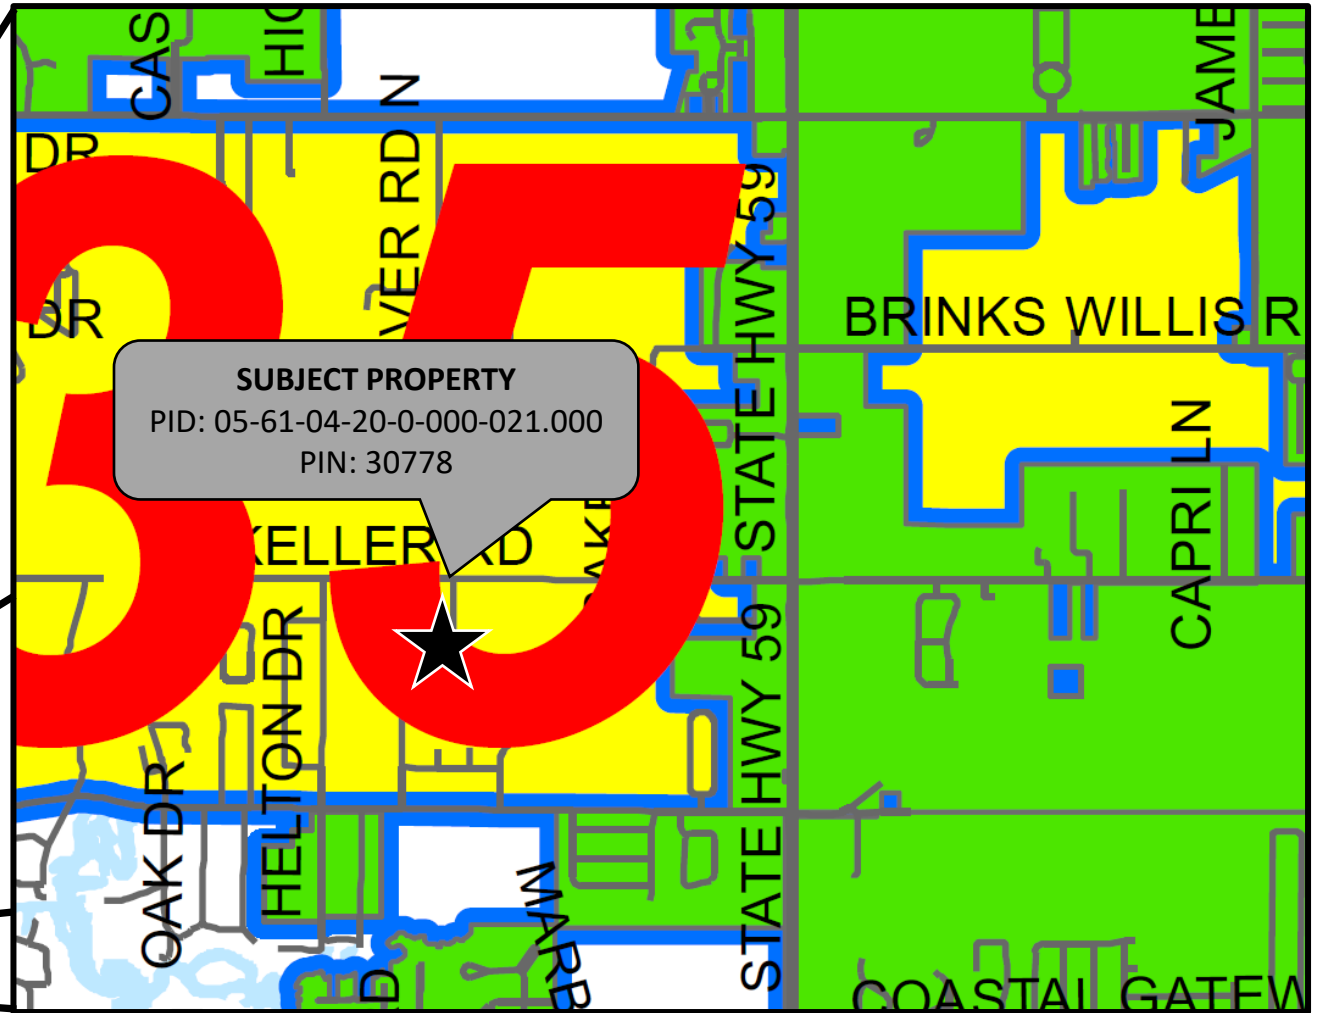 CAS
HIG
JAME
DR
VER RD N
35
DR
BRINKS WILLIS R
STATE HWY 59
SUBJECT PROPERTY
PID: 05-61-04-20-0-000-021.000
PIN: 30778
CAPRI LN
KELLER RD
AKE
HELTON DR
STATE HWY 59
OAK DR
MARB
STATE
D
COASTAL GATEW